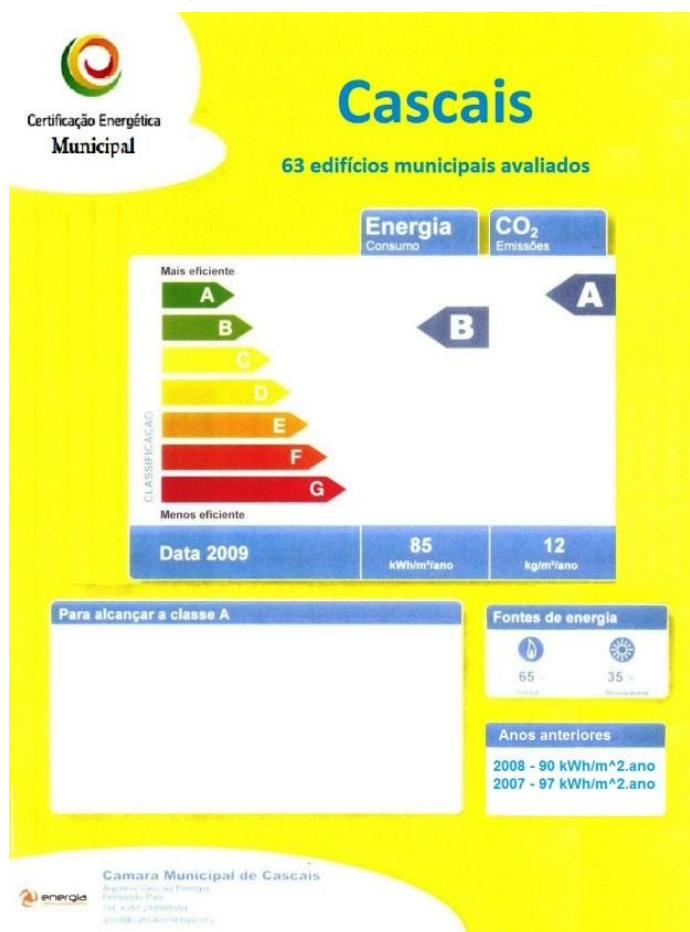 Certificação Energética
Municipal
Cascais
63 edifícios municipais avaliados
Energia
Consumo
CO₂
Emissões
Mais eficiente
A
B
C
D
E
F
G
CLASSIFICAÇÃO
Menos eficiente
B
A
Data 2009
85
kWh/m²/ano
12
kg/m²/ano
Para alcançar a classe A
Fontes de energia
65
35
Anos anteriores
2008 - 90 kWh/m^2.ano
2007 - 97 kWh/m^2.ano
energia
Camara Municipal de Cascais